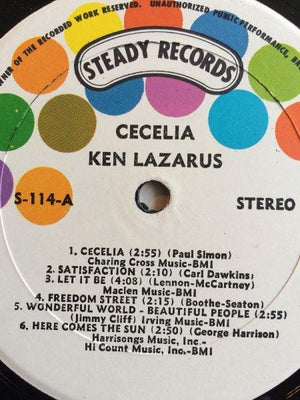 NER OF THE RECORDED WORK RESERVED. UNAUTHORIZED PUBLIC PERFORMANCE, BR
STEADY RECORDS
CECELIA
KEN LAZARUS
S-114-A
STEREO
1. CECELIA (2:55) (Paul Simon)
Charing Cross Music-BMI
2. SATISFACTION (2:10) (Carl Dawkins)
3. LET IT BE (4:08) (Lennon-McCartney)
Maclen Music-BMI
4. FREEDOM STREET (2:15) (Boothe-Seaton)
5. WONDERFUL WORLD - BEAUTIFUL PEOPLE (2:55)
(Jimmy Cliff) Irving Music-BMI
6. HERE COMES THE SUN (2:50) (George Harrison)
Harrisongs Music, Inc.-
Hi Count Music, Inc.-BMI